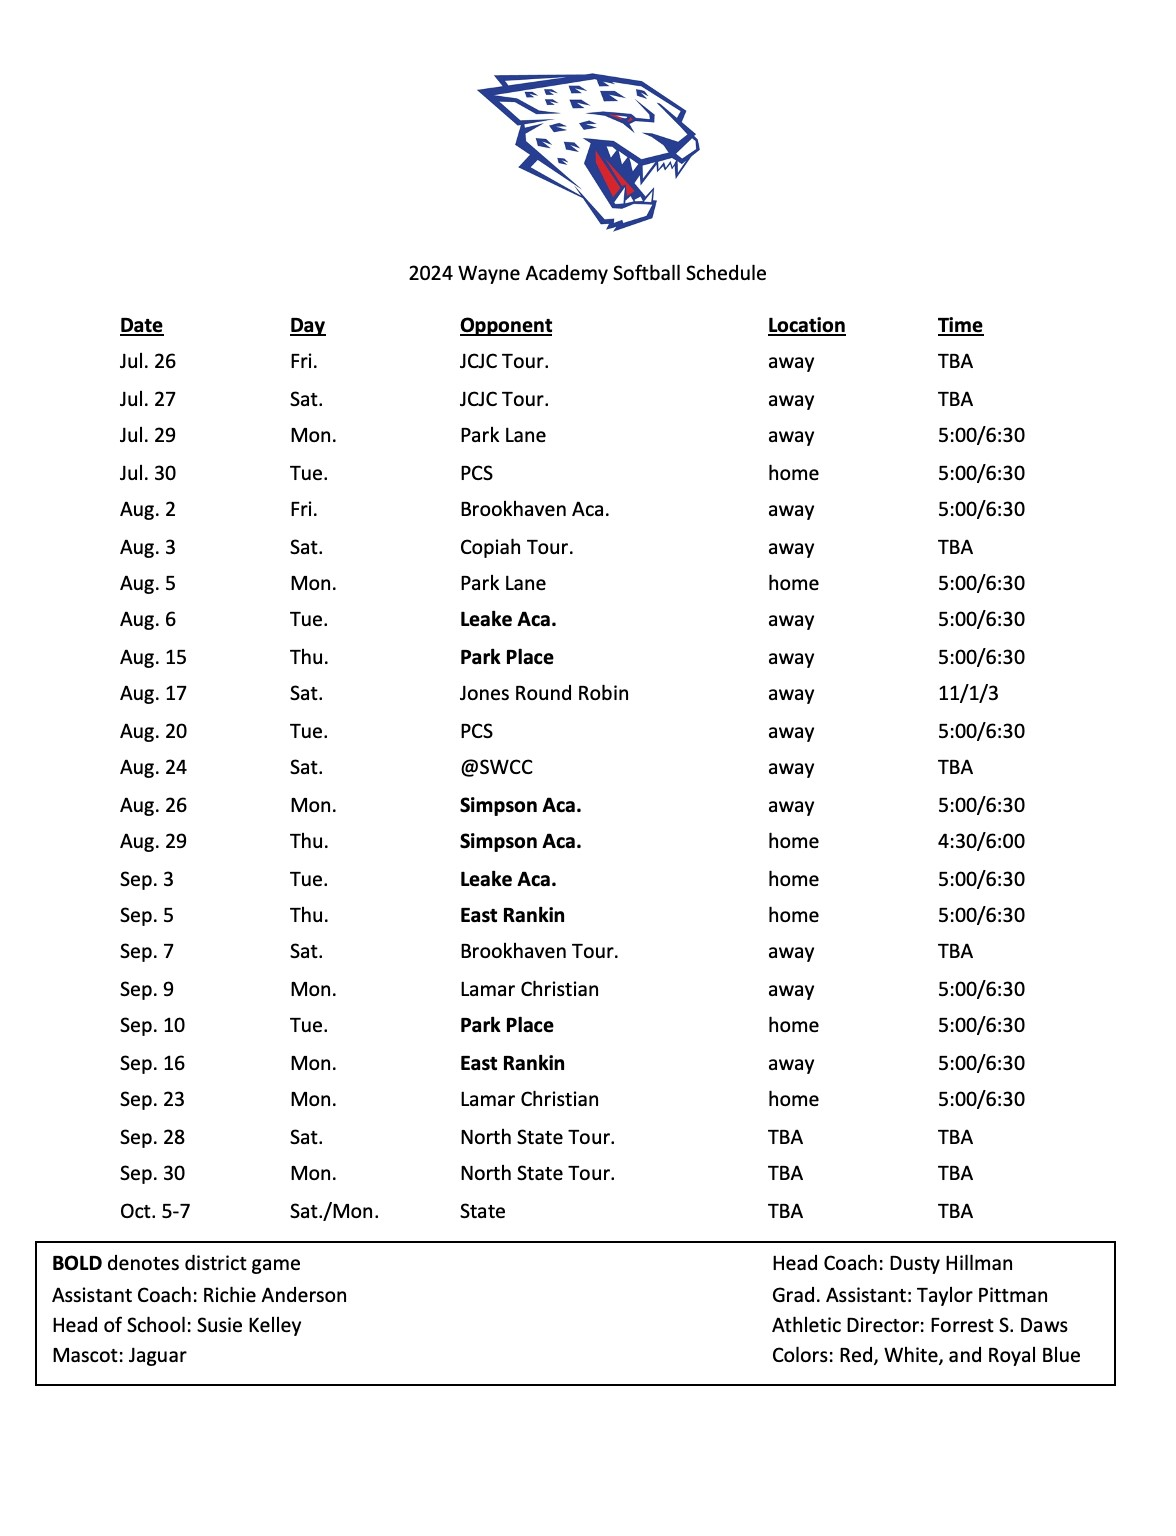 2024 Wayne Academy Softball Schedule
Date Day Opponent Location Time
Jul. 26 Fri. JCJC Tour. away TBA
Jul. 27 Sat. JCJC Tour. away TBA
Jul. 29 Mon. Park Lane away 5:00/6:30
Jul. 30 Tue. PCS home 5:00/6:30
Aug. 2 Fri. Brookhaven Aca. away 5:00/6:30
Aug. 3 Sat. Copiah Tour. away TBA
Aug. 5 Mon. Park Lane home 5:00/6:30
Aug. 6 Tue. Leake Aca. away 5:00/6:30
Aug. 15 Thu. Park Place away 5:00/6:30
Aug. 17 Sat. Jones Round Robin away 11/1/3
Aug. 20 Tue. PCS away 5:00/6:30
Aug. 24 Sat. @SWCC away TBA
Aug. 26 Mon. Simpson Aca. away 5:00/6:30
Aug. 29 Thu. Simpson Aca. home 4:30/6:00
Sep. 3 Tue. Leake Aca. home 5:00/6:30
Sep. 5 Thu. East Rankin home 5:00/6:30
Sep. 7 Sat. Brookhaven Tour. away TBA
Sep. 9 Mon. Lamar Christian away 5:00/6:30
Sep. 10 Tue. Park Place home 5:00/6:30
Sep. 16 Mon. East Rankin away 5:00/6:30
Sep. 23 Mon. Lamar Christian home 5:00/6:30
Sep. 28 Sat. North State Tour. TBA TBA
Sep. 30 Mon. North State Tour. TBA TBA
Oct. 5-7 Sat./Mon. State TBA TBA
BOLD denotes district game Head Coach: Dusty Hillman
Assistant Coach: Richie Anderson Grad. Assistant: Taylor Pittman
Head of School: Susie Kelley Athletic Director: Forrest S. Daws
Mascot: Jaguar Colors: Red, White, and Royal Blue